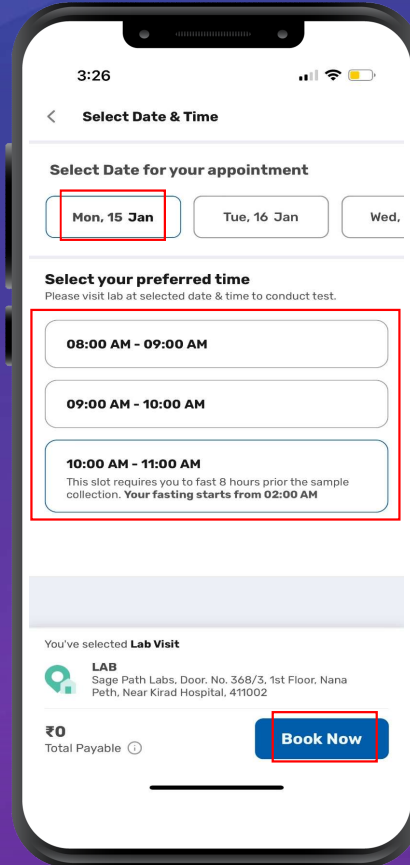 3:26
Select Date & Time
Select Date for your appointment
Mon, 15 Jan
Tue, 16 Jan
Wed,
Select your preferred time
Please visit lab at selected date & time to conduct test.
08:00 AM - 09:00 AM
09:00 AM - 10:00 AM
10:00 AM - 11:00 AM
This slot requires you to fast 8 hours prior the sample
collection. Your fasting starts from 02:00 AM
You've selected Lab Visit
LAB
Sage Path Labs, Door. No. 368/3, 1st Floor, Nana
Peth, Near Kirad Hospital, 411002
₹0
Total Payable
Book Now